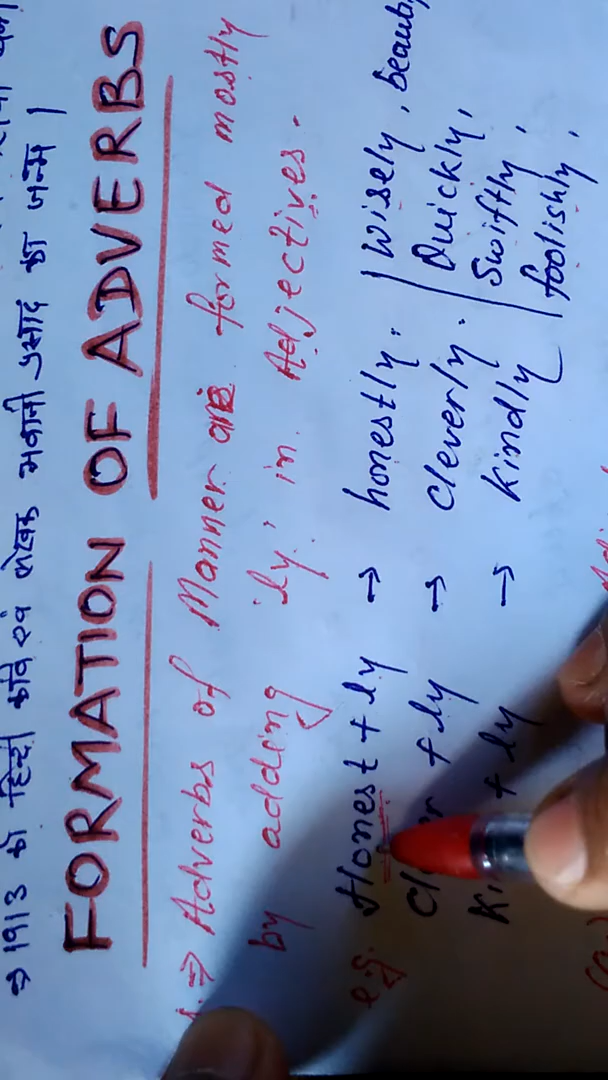 → 1913 को हिन्दी कवि एवं लेखक भवानी प्रसाद का जन्म ।
FORMATION OF ADVERBS
1. ⇒ Adverbs of Manner are formed mostly
by adding 'ly' in Adjectives.
e.g. Honest + ly → honestly. / wisely,
+ ly → cleverly. / Quickly,
+ ly → kindly / Swiftly,
foolishly,